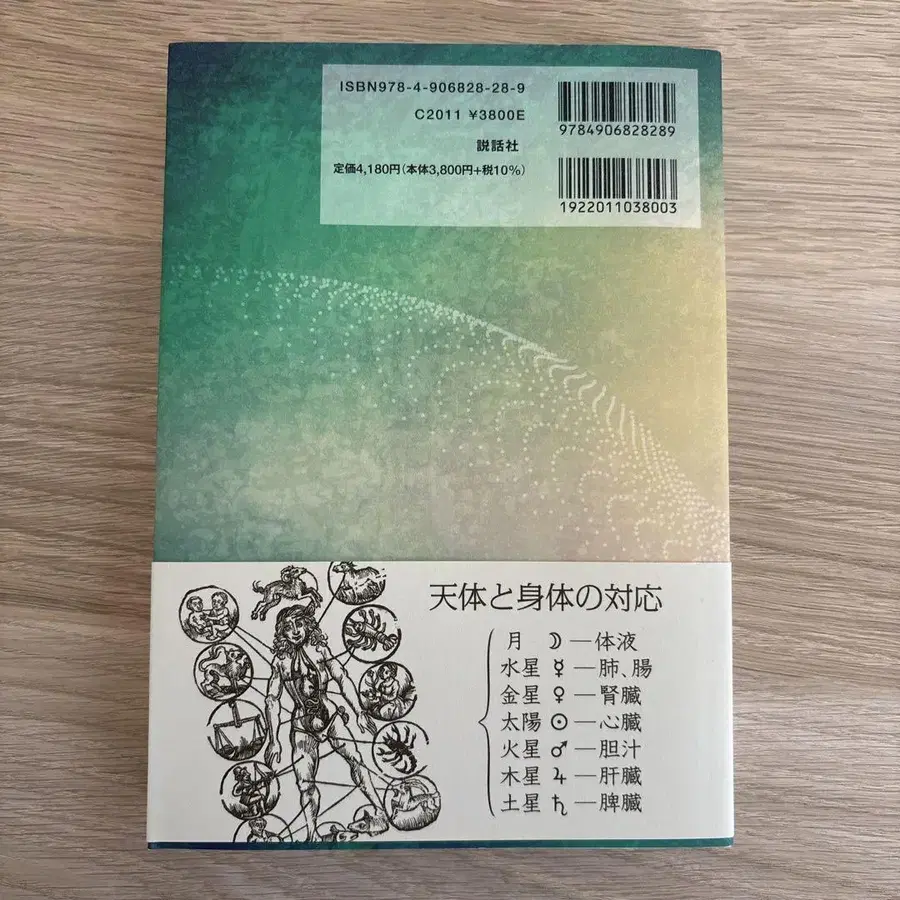 ISBN978-4-906828-28-9
C2011 ¥3800E
説話社
定価4,180円(本体3,800円+税10%)
9784906828289
1922011038003
天体と身体の対応
月 ☽―体液
水星 ☿―肺、腸
金星 ♀―腎臓
太陽 ☉―心臓
火星 ♂―胆汁
木星 ♃―肝臓
土星 ♄―脾臓